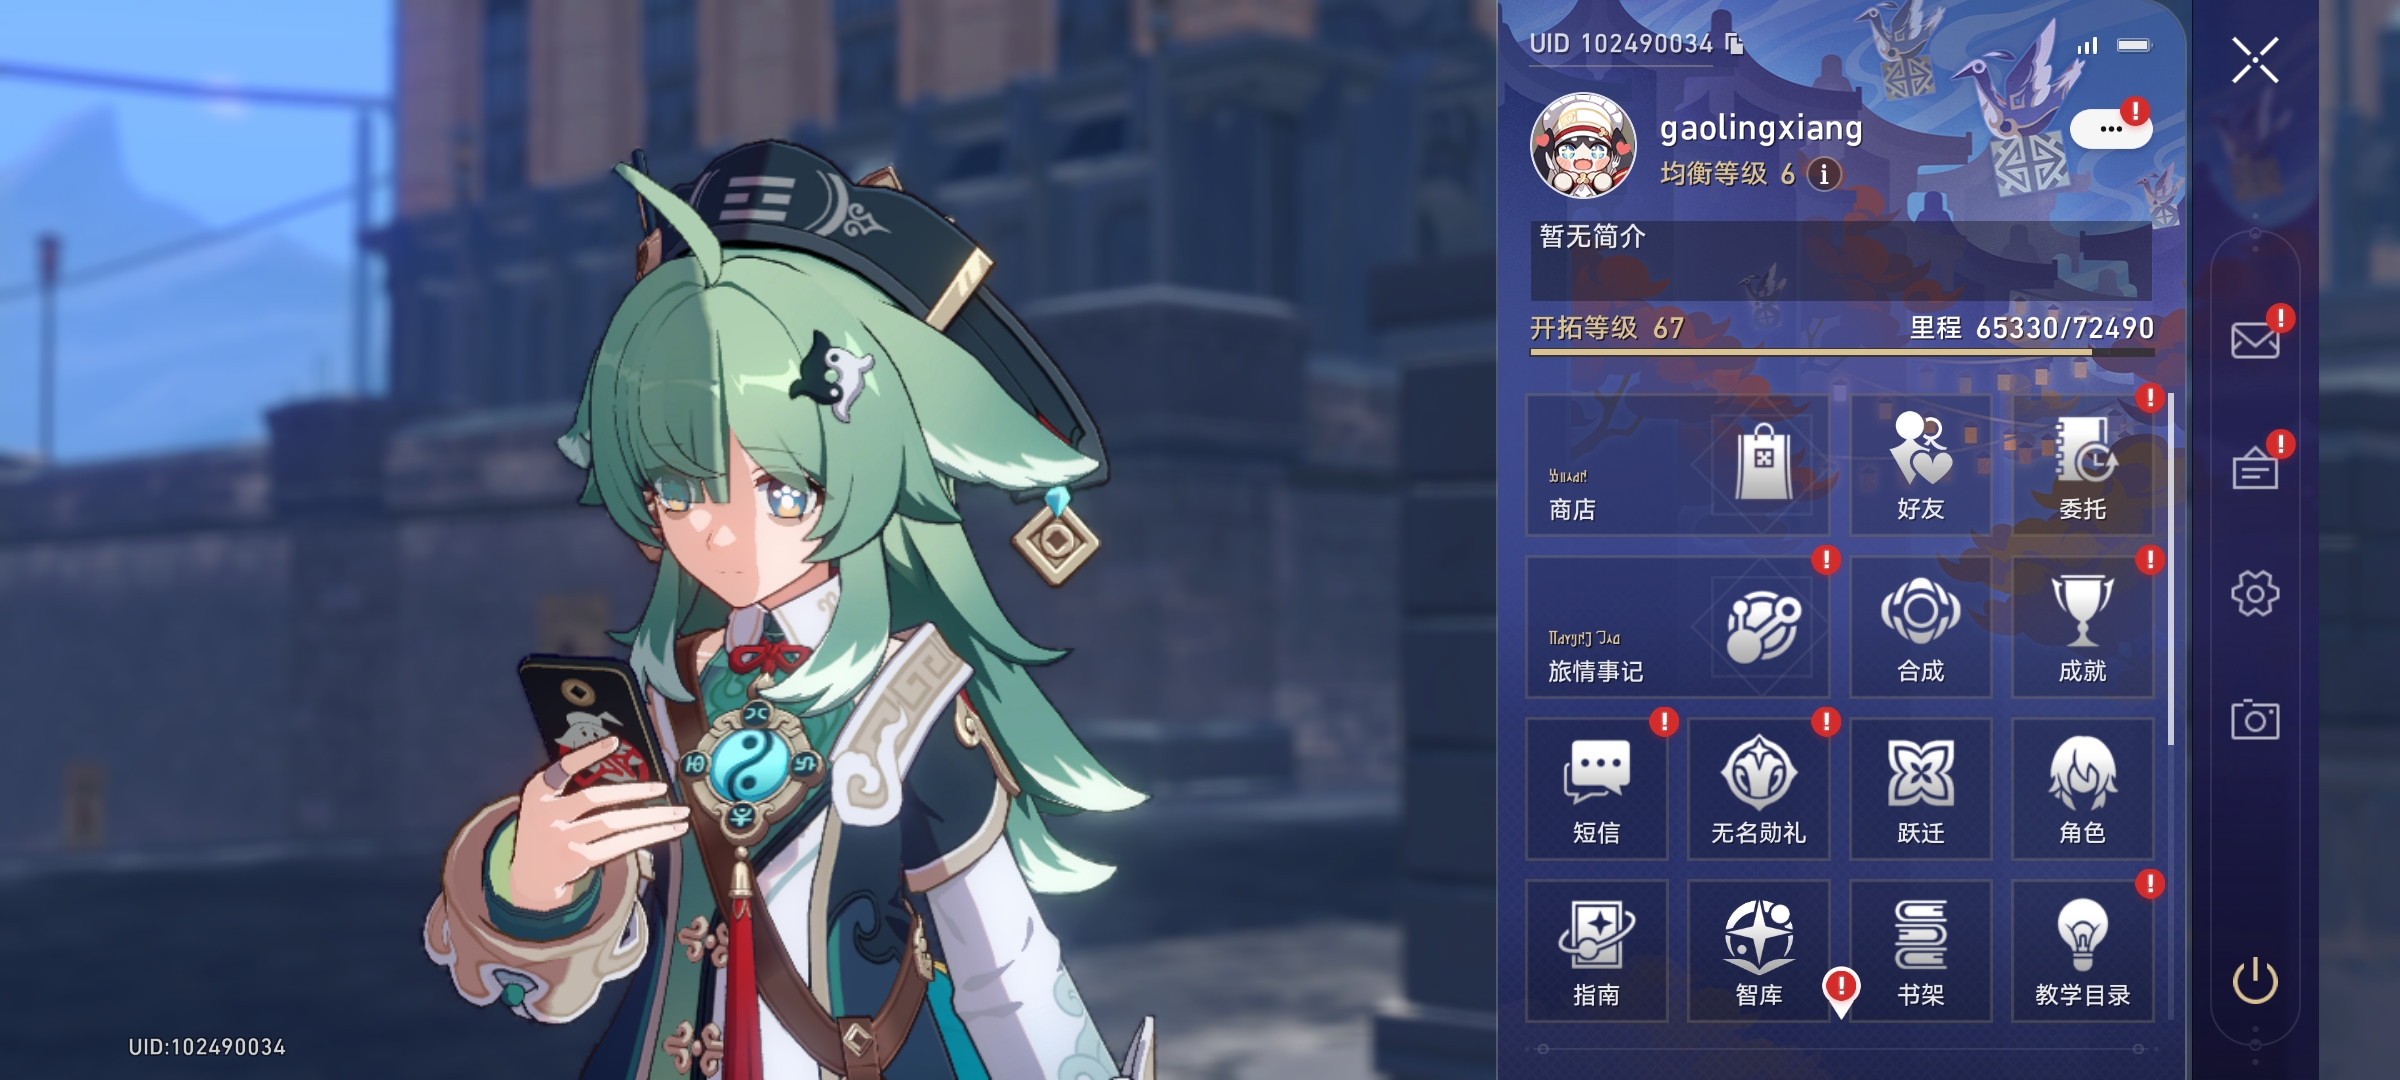 UID 102490034
gaolingxiang
均衡等级 6
暂无简介
开拓等级 67
里程 65330/72490
商店
好友
委托
旅情事记
合成
成就
短信
无名勋礼
跃迁
角色
指南
智库
书架
教学目录
UID:102490034